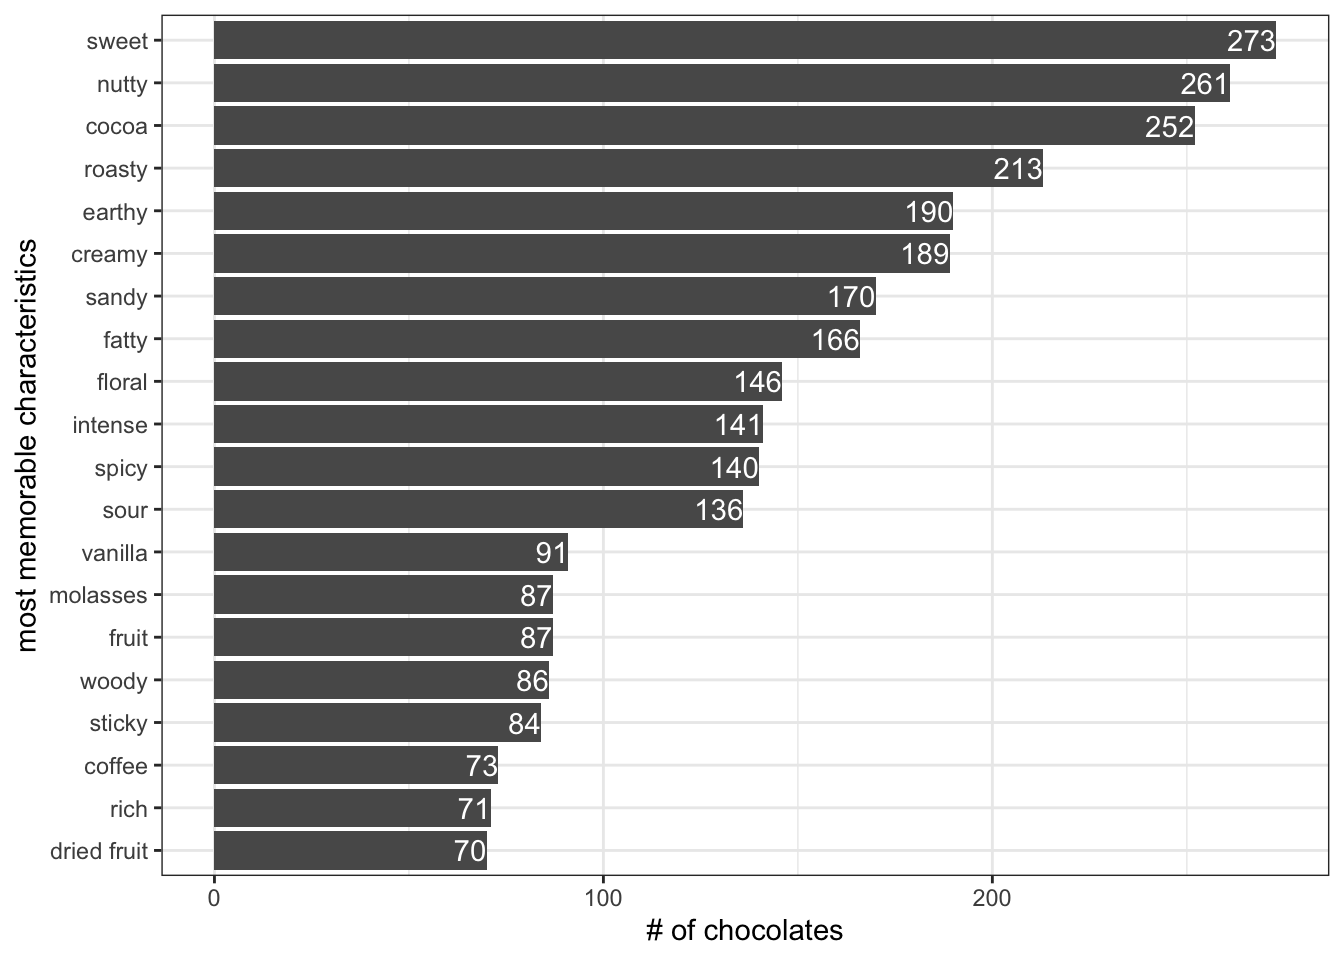 most memorable characteristics
sweet 273
nutty 261
cocoa 252
roasty 213
earthy 190
creamy 189
sandy 170
fatty 166
floral 146
intense 141
spicy 140
sour 136
vanilla 91
molasses 87
fruit 87
woody 86
sticky 84
coffee 73
rich 71
dried fruit 70
0 100 200
# of chocolates